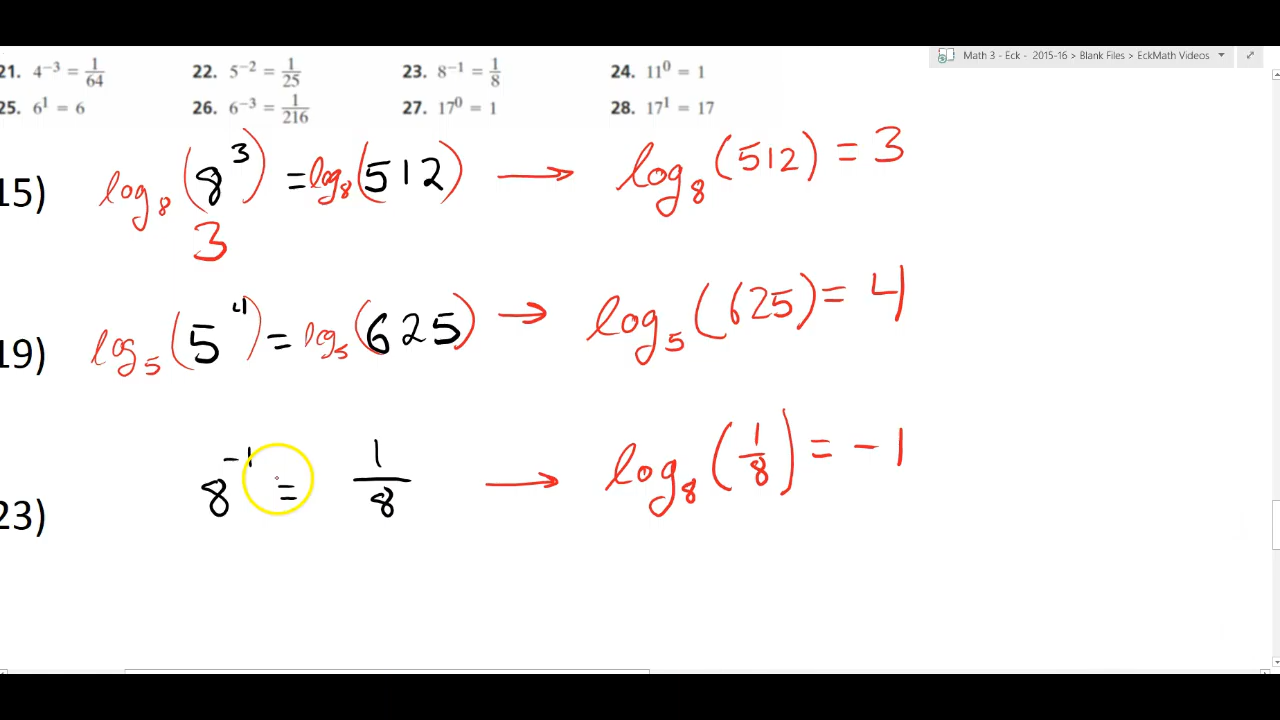 Math 3 - Eck - 2015-16 > Blank Files > EckMath Videos
21. 4⁻³ = 1/64 22. 5⁻² = 1/25 23. 8⁻¹ = 1/8 24. 11⁰ = 1
25. 6¹ = 6 26. 6⁻³ = 1/216 27. 17⁰ = 1 28. 17¹ = 17
15) log₈(8³) = log₈(512) → log₈(512) = 3
3
19) log₅(5⁴) = log₅(625) → log₅(625) = 4
23) 8⁻¹ = 1/8 → log₈(1/8) = -1